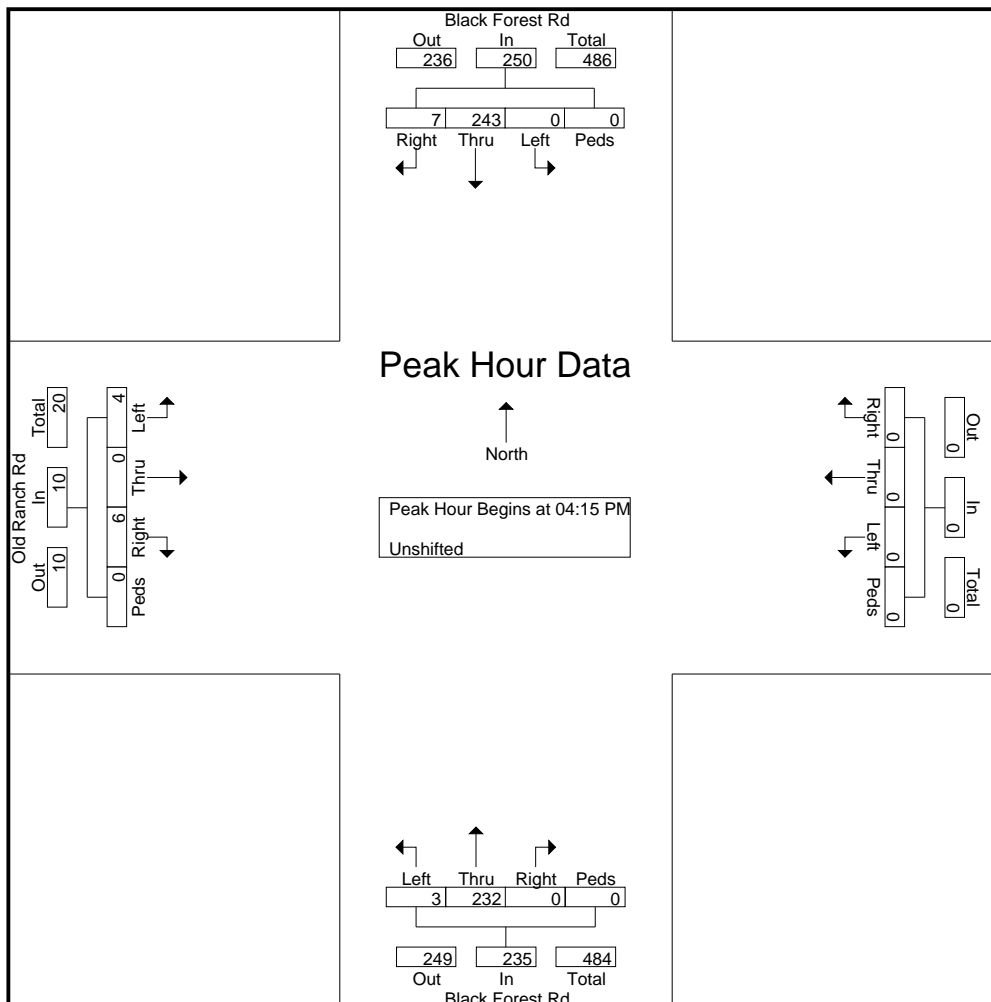 Black Forest Rd
Out In Total
236 250 486
7 243 0 0
Right Thru Left Peds
Peak Hour Data
North
Peak Hour Begins at 04:15 PM
Unshifted
Old Ranch Rd
Out In Total
10 10 20
Left Thru Right Peds
4 0 6 0
Right Thru Left Peds
0 0 0 0
Out In Total
0 0 0
Left Thru Right Peds
3 232 0 0
249 235 484
Out In Total
Black Forest Rd